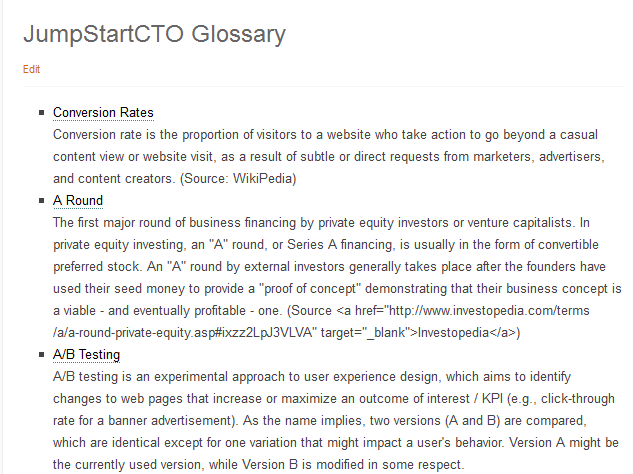 JumpStartCTO Glossary
Edit
Conversion Rates
Conversion rate is the proportion of visitors to a website who take action to go beyond a casual
content view or website visit, as a result of subtle or direct requests from marketers, advertisers,
and content creators. (Source: WikiPedia)
A Round
The first major round of business financing by private equity investors or venture capitalists. In
private equity investing, an "A" round, or Series A financing, is usually in the form of convertible
preferred stock. An "A" round by external investors generally takes place after the founders have
used their seed money to provide a "proof of concept" demonstrating that their business concept is
a viable - and eventually profitable - one. (Source <a href="http://www.investopedia.com/terms
/a/a-round-private-equity.asp#ixzz2LpJ3VLVA" target="_blank">Investopedia</a>)
A/B Testing
A/B testing is an experimental approach to user experience design, which aims to identify
changes to web pages that increase or maximize an outcome of interest / KPI (e.g., click-through
rate for a banner advertisement). As the name implies, two versions (A and B) are compared,
which are identical except for one variation that might impact a user's behavior. Version A might be
the currently used version, while Version B is modified in some respect.